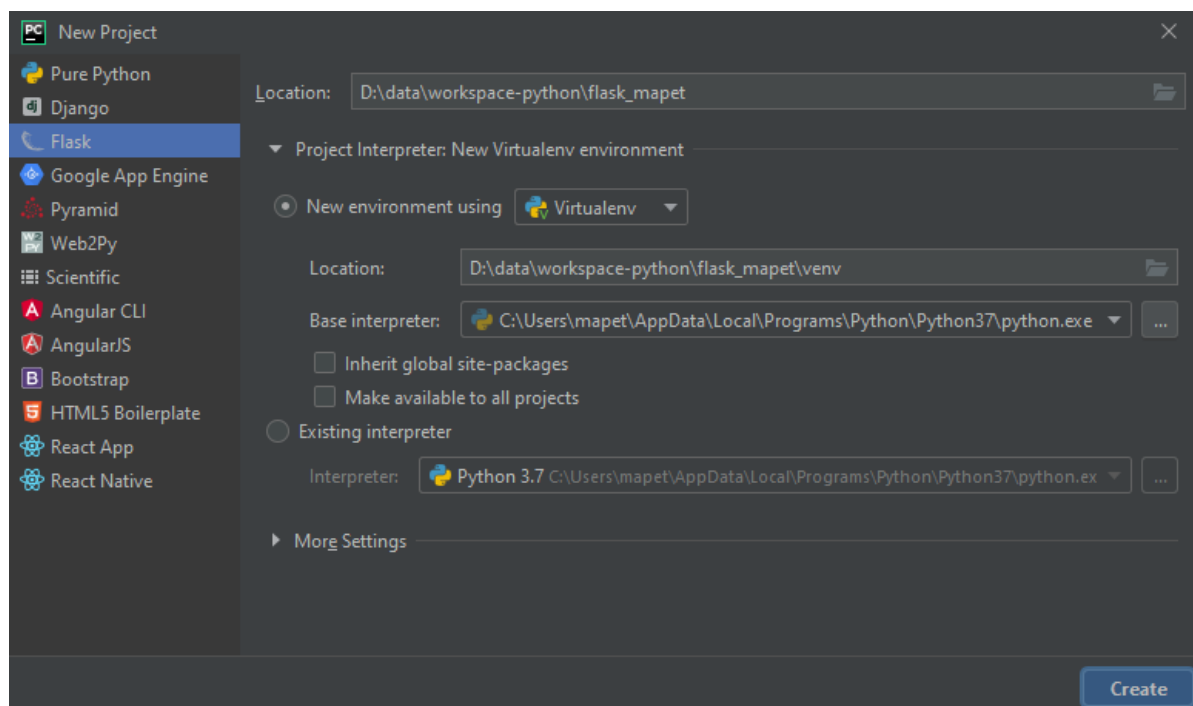 PC New Project
Pure Python
dj Django
Flask
Google App Engine
Pyramid
W2PY Web2Py
Scientific
A Angular CLI
A AngularJS
B Bootstrap
5 HTML5 Boilerplate
React App
React Native
Location: D:\data\workspace-python\flask_mapet
Project Interpreter: New Virtualenv environment
New environment using V Virtualenv
Location: D:\data\workspace-python\flask_mapet\venv
Base interpreter: C:\Users\mapet\AppData\Local\Programs\Python\Python37\python.exe ...
Inherit global site-packages
Make available to all projects
Existing interpreter
Interpreter: Python 3.7 C:\Users\mapet\AppData\Local\Programs\Python\Python37\python.ex ...
More Settings
Create